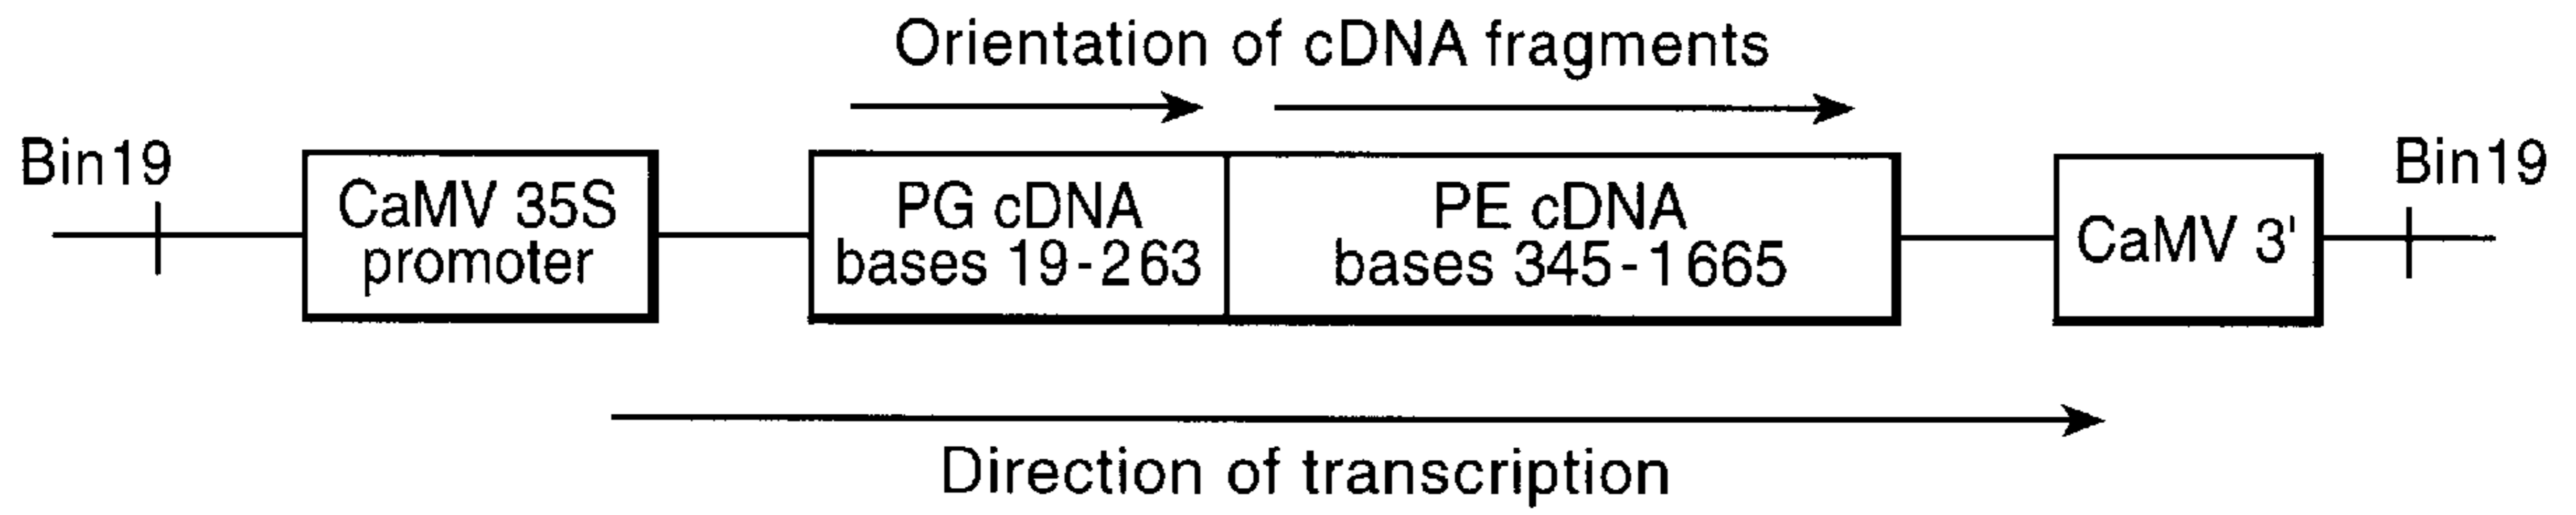 Orientation of cDNA fragments
Bin19
CaMV 35S
promoter
PG cDNA
bases 19-263
PE cDNA
bases 345-1665
CaMV 3'
Bin19
Direction of transcription